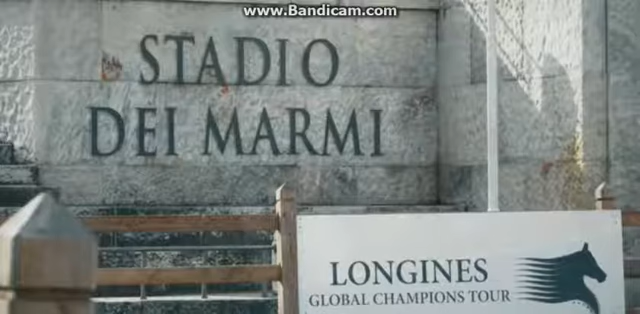 www.Bandicam.com
STADIO
DEI MARMI
LONGINES
GLOBAL CHAMPIONS TOUR